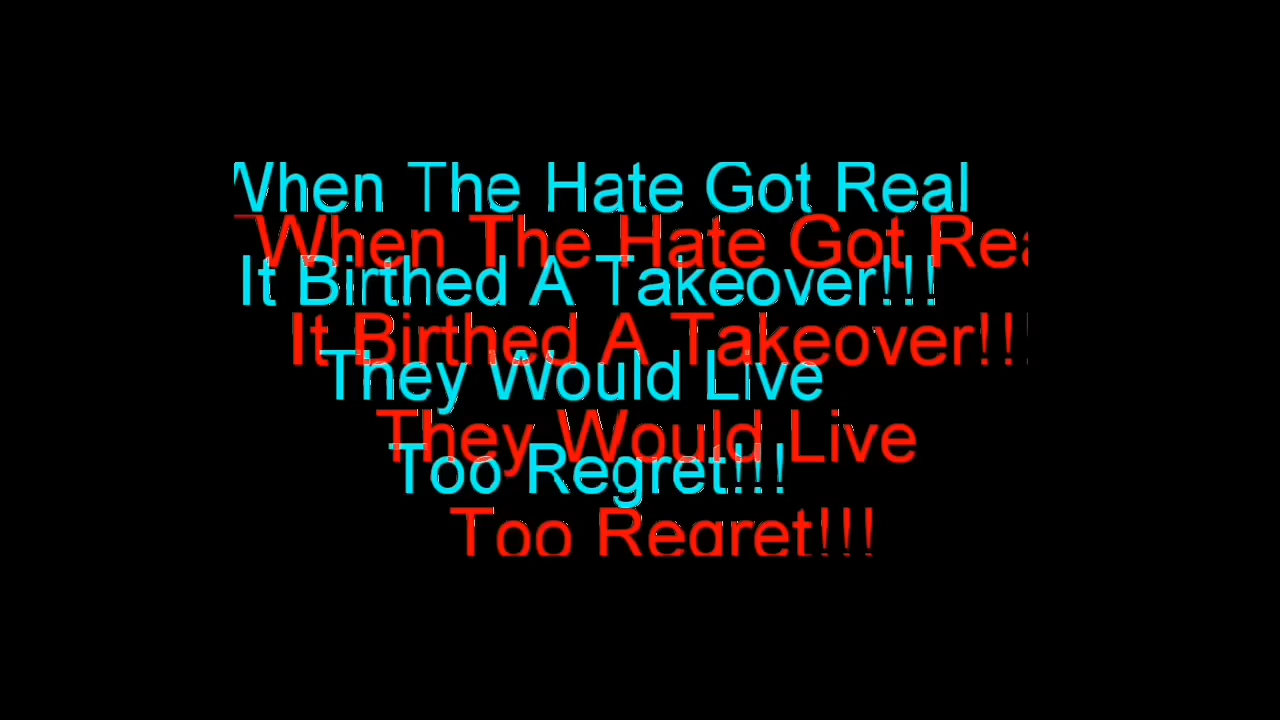 When The Hate Got Real
When The Hate Got Rea
It Birthed A Takeover!!!
It Birthed A Takeover!!!
They Would Live
They Would Live
Too Regret!!!
Too Regret!!!